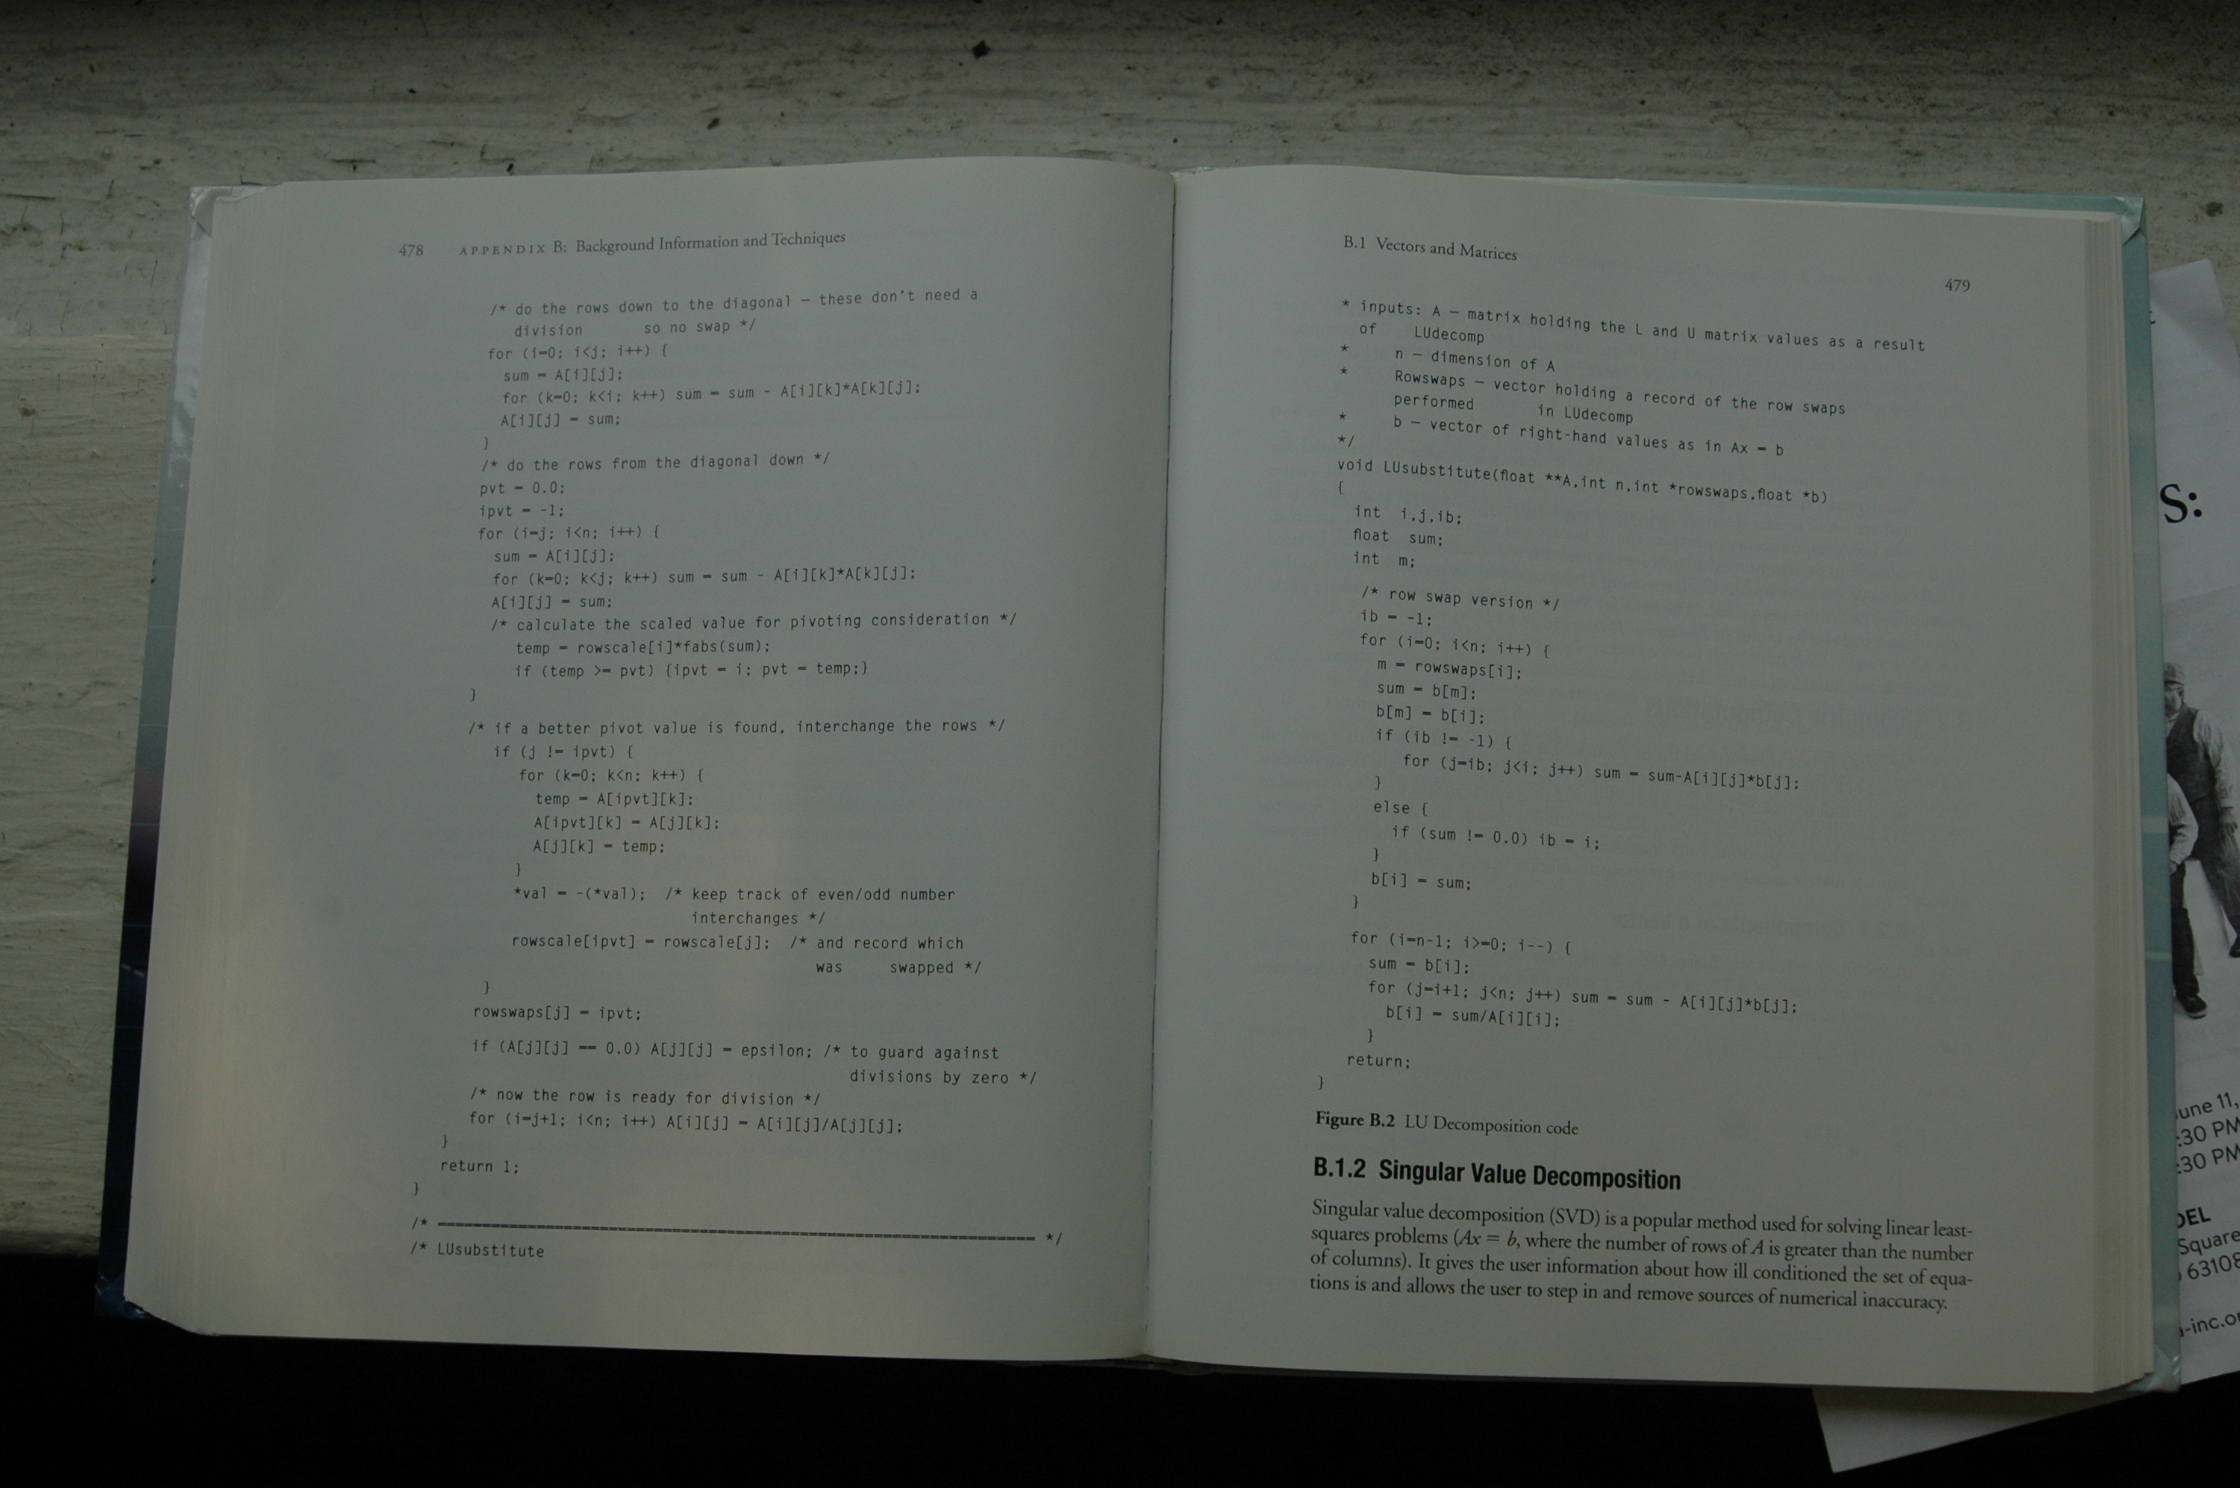 478 APPENDIX B: Background Information and Techniques
/* do the rows down to the diagonal — these don't need a
division so no swap */
for (i=0; i<j; i++) {
sum = A[i][j];
for (k=0; k<i; k++) sum = sum - A[i][k]*A[k][j];
A[i][j] = sum;
}
/* do the rows from the diagonal down */
pvt = 0.0;
ipvt = -1;
for (i=j; i<n; i++) {
sum = A[i][j];
for (k=0; k<j; k++) sum = sum - A[i][k]*A[k][j];
A[i][j] = sum;
/* calculate the scaled value for pivoting consideration */
temp = rowscale[i]*fabs(sum);
if (temp >= pvt) {ipvt = i; pvt = temp;}
}
/* if a better pivot value is found, interchange the rows */
if (j != ipvt) {
for (k=0; k<n; k++) {
temp = A[ipvt][k];
A[ipvt][k] = A[j][k];
A[j][k] = temp;
}
*val = -(*val); /* keep track of even/odd number
interchanges */
rowscale[ipvt] = rowscale[j]; /* and record which
was swapped */
}
rowswaps[j] = ipvt;
if (A[j][j] == 0.0) A[j][j] = epsilon; /* to guard against
divisions by zero */
/* now the row is ready for division */
for (i=j+1; i<n; i++) A[i][j] = A[i][j]/A[j][j];
}
return 1;
}
/* ============================================================ */
/* LUsubstitute
B.1 Vectors and Matrices
479
* inputs: A — matrix holding the L and U matrix values as a result
of LUdecomp
* n — dimension of A
* Rowswaps — vector holding a record of the row swaps
performed in LUdecomp
* b — vector of right-hand values as in Ax = b
*/
void LUsubstitute(float **A,int n,int *rowswaps,float *b)
{
int i,j,ib;
float sum;
int m;
/* row swap version */
ib = -1;
for (i=0; i<n; i++) {
m = rowswaps[i];
sum = b[m];
b[m] = b[i];
if (ib != -1) {
for (j=ib; j<i; j++) sum = sum-A[i][j]*b[j];
}
else {
if (sum != 0.0) ib = i;
}
b[i] = sum;
}
for (i=n-1; i>=0; i--) {
sum = b[i];
for (j=i+1; j<n; j++) sum = sum - A[i][j]*b[j];
b[i] = sum/A[i][i];
}
return;
}
Figure B.2 LU Decomposition code
B.1.2 Singular Value Decomposition
Singular value decomposition (SVD) is a popular method used for solving linear least-
squares problems (Ax = b, where the number of rows of A is greater than the number
of columns). It gives the user information about how ill conditioned the set of equa-
tions is and allows the user to step in and remove sources of numerical inaccuracy.
S:
une 11,
:30 PM
:30 PM
DEL
Square
63108
-inc.o